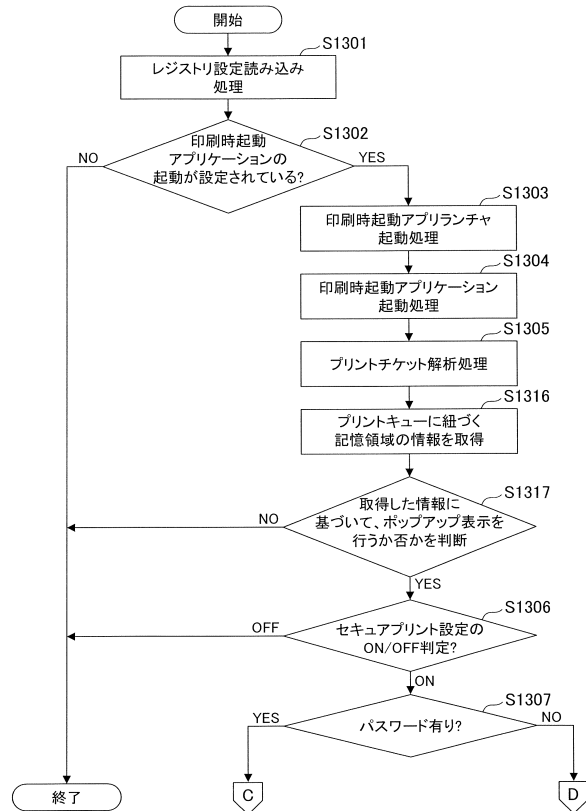 開始
S1301
レジストリ設定読み込み
処理
S1302
印刷時起動
アプリケーションの
起動が設定されている?
NO
YES
S1303
印刷時起動アプリランチャ
起動処理
S1304
印刷時起動アプリケーション
起動処理
S1305
プリントチケット解析処理
S1316
プリントキューに紐づく
記憶領域の情報を取得
S1317
取得した情報に
基づいて、ポップアップ表示を
行うか否かを判断
NO
YES
S1306
セキュアプリント設定の
ON/OFF判定?
OFF
ON
S1307
パスワード有り?
YES
NO
終了
C
D